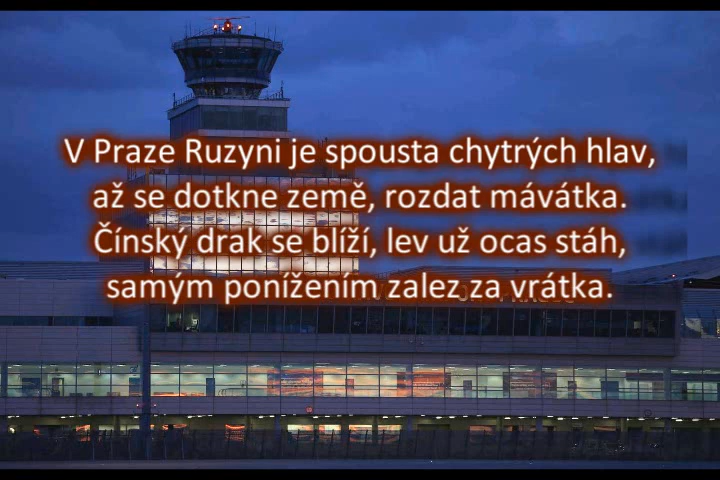 V Praze Ruzyni je spousta chytrých hlav,
až se dotkne země, rozdat mávátka.
Čínský drak se blíží, lev už ocas stáh,
samým ponížením zalez za vrátka.